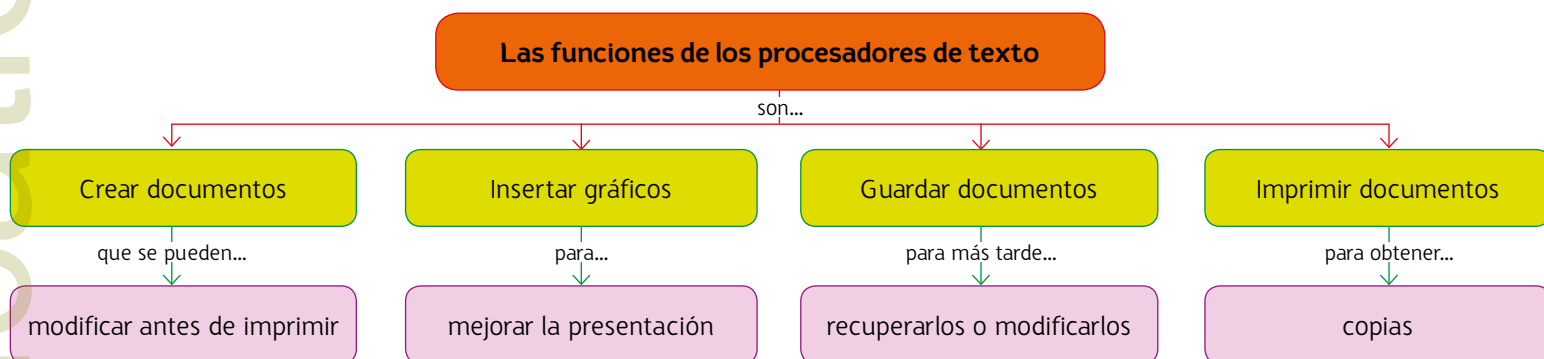 Las funciones de los procesadores de texto
son...
Crear documentos
Insertar gráficos
Guardar documentos
Imprimir documentos
que se pueden...
para...
para más tarde...
para obtener...
modificar antes de imprimir
mejorar la presentación
recuperarlos o modificarlos
copias